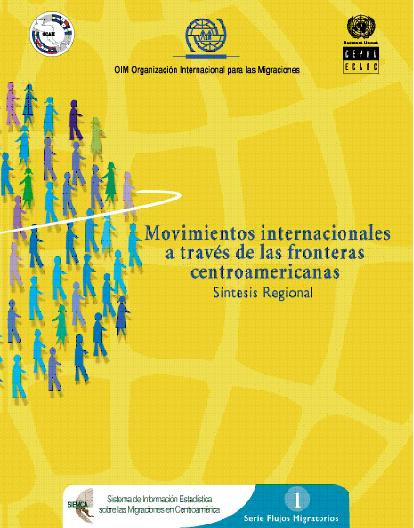 OIM Organización Internacional para las Migraciones
CEPAL
ECLAC
Movimientos internacionales
a través de las fronteras
centroamericanas
Síntesis Regional
SIEMCA
Sistema de Información Estadística
sobre las Migraciones en Centroamérica
1
Serie Flujos Migratorios